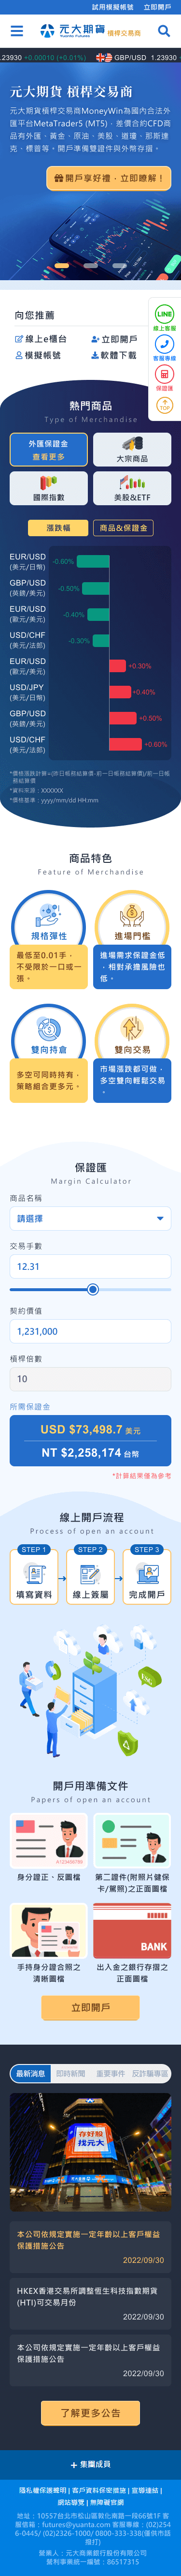 試用模擬帳號 立即開戶
元大期貨 槓桿交易商
Yuanta Futures
.23930 +0.00010 (+0.01%) GBP/USD 1.23930
元大期貨 槓桿交易商
元大期貨槓桿交易商MoneyWin為國內合法外
匯平台MetaTrader5 (MT5)、差價合約CFD商
品有外匯、黃金、原油、美股、道瓊、那斯達
克、標普等。開戶準備雙證件與外幣存摺。
開戶享好禮，立即瞭解！
向您推薦
線上e櫃台 立即開戶
模擬帳號 軟體下載
LINE
線上客服
客服專線
保證匯
TOP
熱門商品
Type of Merchandise
外匯保證金
查看更多
大宗商品
國際指數
美股&ETF
漲跌幅 商品&保證金
EUR/USD
(美元/日幣)
-0.60%
GBP/USD
(英鎊/美元)
-0.50%
EUR/USD
(歐元/美元)
-0.40%
USD/CHF
(美元/法郎)
-0.30%
EUR/USD
(歐元/美元)
+0.30%
USD/JPY
(美元/日幣)
+0.40%
GBP/USD
(英鎊/美元)
+0.50%
USD/CHF
(美元/法郎)
+0.60%
*價格漲跌計算=(昨日帳務結算價-前一日帳務結算價)/前一日帳
務結算價
*資料來源：XXXXXX
*價格基準：yyyy/mm/dd HH:mm
商品特色
Feature of Merchandise
規格彈性
最低至0.01手，
不受限於一口或一
張。
進場門檻
進場需求保證金低
，相對承擔風險也
低。
雙向持倉
多空可同時持有，
策略組合更多元。
雙向交易
市場漲跌都可做，
多空雙向輕鬆交易
。
保證匯
Margin Calculator
商品名稱
請選擇
交易手數
12.31
契約價值
1,231,000
槓桿倍數
10
所需保證金
USD $73,498.7 美元
NT $2,258,174 台幣
*計算結果僅為參考
線上開戶流程
Process of open an account
STEP 1 STEP 2 STEP 3
填寫資料 線上簽屬 完成開戶
開戶用準備文件
Papers of open an account
A123456789
身分證正、反圖檔
第二證件(附照片健保
卡/駕照)之正面圖檔
手持身分證合照之
清晰圖檔
BANK
出入金之銀行存摺之
正面圖檔
立即開戶
最新消息 即時新聞 重要事件 反詐騙專區
存好股
找元大
本公司依規定實施一定年齡以上客戶權益
保護措施公告
2022/09/30
HKEX香港交易所調整恆生科技指數期貨
(HTI)可交易月份
2022/09/30
本公司依規定實施一定年齡以上客戶權益
保護措施公告
2022/09/30
了解更多公告
+ 集團成員
隱私權保護聲明 | 客戶資料保密措施 | 宣導連結 |
網站導覽 | 無障礙官網
地址：10557台北市松山區敦化南路一段66號1F 客
服信箱：futures@yuanta.com 客服專線：(02)254
6-0445/ (02)2326-1000/ 0800-333-338(僅供市話
撥打)
營業人：元大商業銀行股份有限公司
營利事業統一編號：86517315